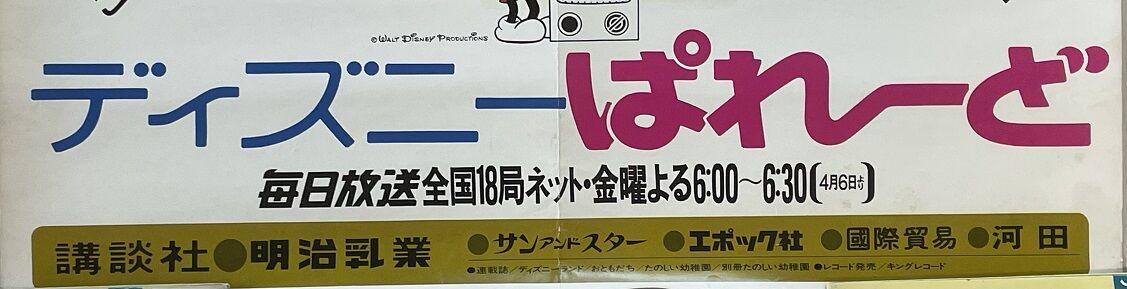 ©WALT DISNEY PRODUCTIONS
ディズニーぱれーど
毎日放送全国18局ネット・金曜よる6:00〜6:30(4月6日より)
講談社●明治乳業●サンアンドスター●エポック社●國際貿易●河田
●連載誌/ディズニーランド/おともだち/たのしい幼稚園/別冊たのしい幼稚園●レコード発売/キングレコード